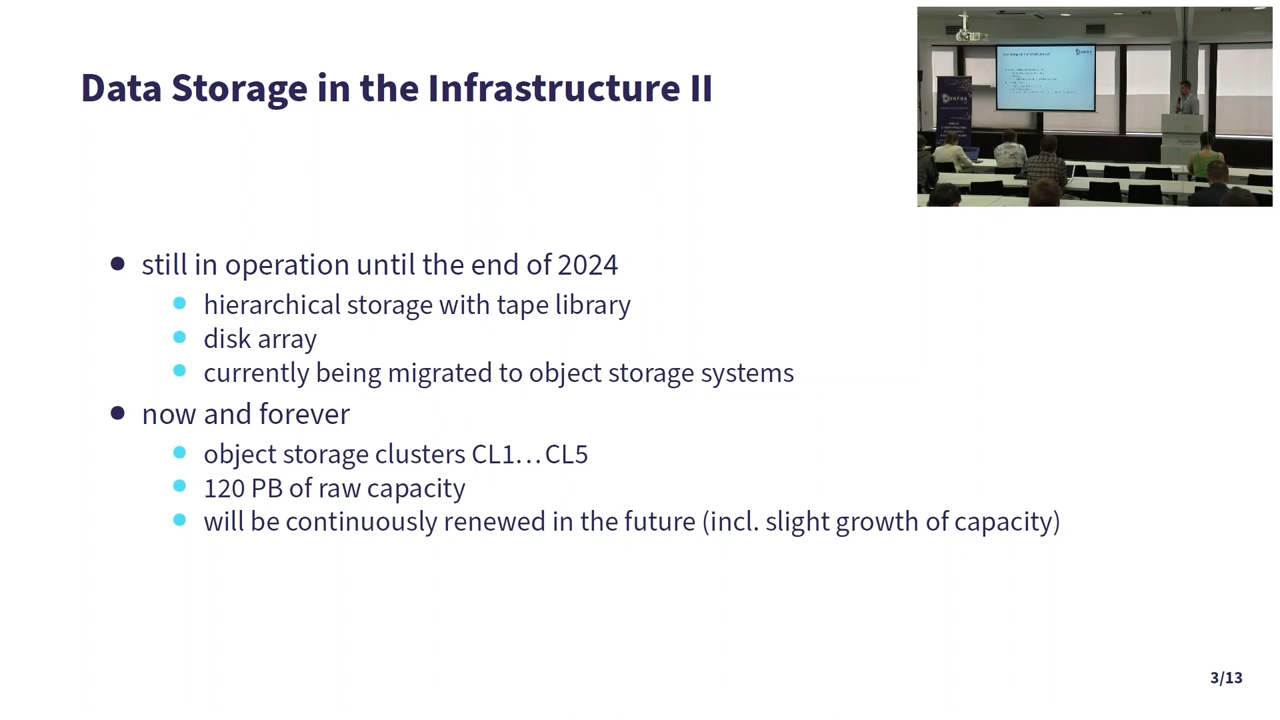 Data Storage in the Infrastructure II
still in operation until the end of 2024
hierarchical storage with tape library
disk array
currently being migrated to object storage systems
now and forever
object storage clusters CL1...CL5
120 PB of raw capacity
will be continuously renewed in the future (incl. slight growth of capacity)
3/13